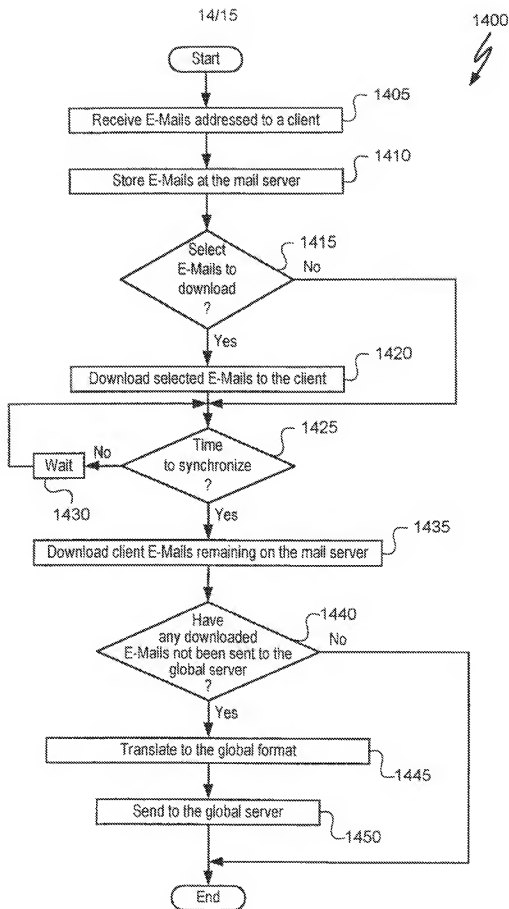 14/15
1400
Start
1405
Receive E-Mails addressed to a client
1410
Store E-Mails at the mail server
1415
Select
E-Mails to
download
?
No
Yes
1420
Download selected E-Mails to the client
1425
Time
to synchronize
?
No
Wait
1430
Yes
1435
Download client E-Mails remaining on the mail server
1440
Have
any downloaded
E-Mails not been sent to the
global server
?
No
Yes
Translate to the global format
1445
Send to the global server
1450
End